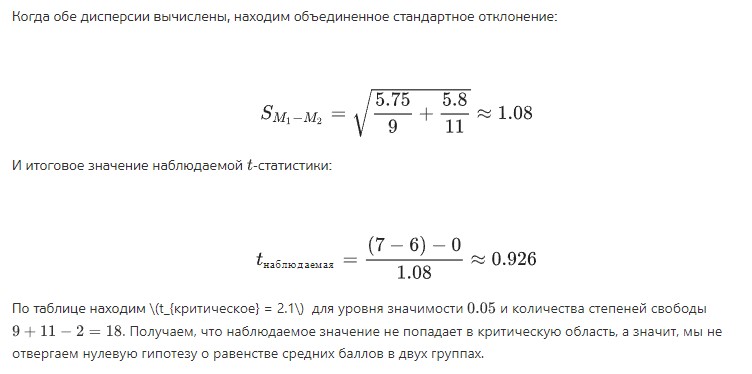 Когда обе дисперсии вычислены, находим объединенное стандартное отклонение:
$S_{M_1-M_2} = \sqrt{\frac{5.75}{9} + \frac{5.8}{11}} \approx 1.08$
И итоговое значение наблюдаемой $t$-статистики:
$t_{наблюдаемая} = \frac{(7-6)-0}{1.08} \approx 0.926$
По таблице находим \(t_{критическое} = 2.1\) для уровня значимости 0.05 и количества степеней свободы
9 + 11 − 2 = 18. Получаем, что наблюдаемое значение не попадает в критическую область, а значит, мы не
отвергаем нулевую гипотезу о равенстве средних баллов в двух группах.